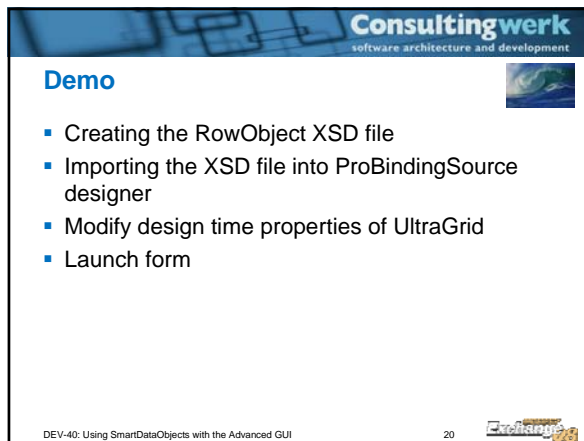 Consultingwerk
software architecture and development
Demo
▪ Creating the RowObject XSD file
▪ Importing the XSD file into ProBindingSource
designer
▪ Modify design time properties of UltraGrid
▪ Launch form
DEV-40: Using SmartDataObjects with the Advanced GUI
20
Exchange